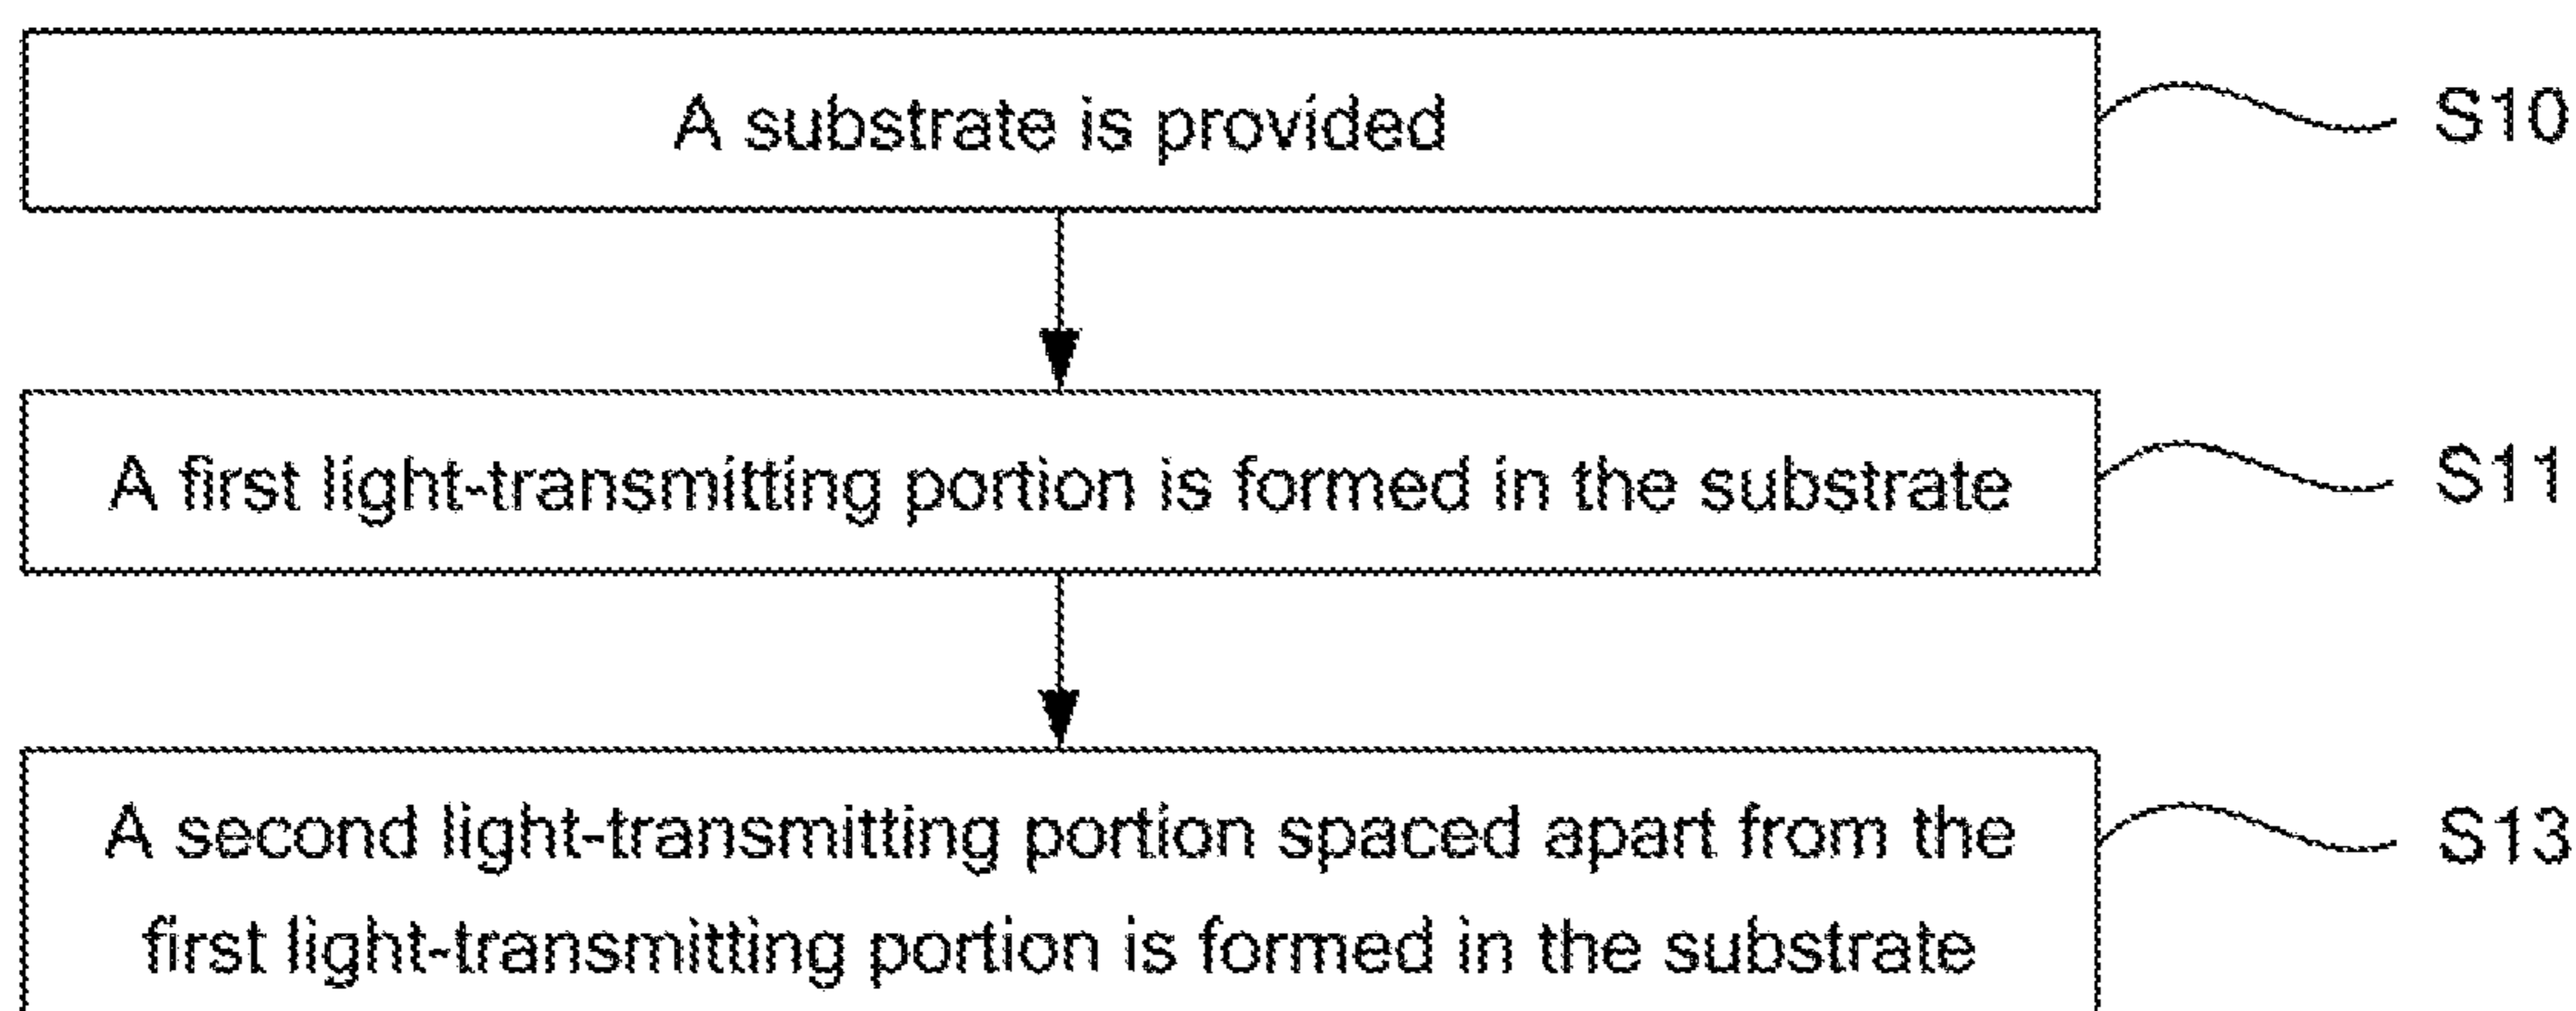 A substrate is provided
S10
A first light-transmitting portion is formed in the substrate
S11
A second light-transmitting portion spaced apart from the
first light-transmitting portion is formed in the substrate
S13